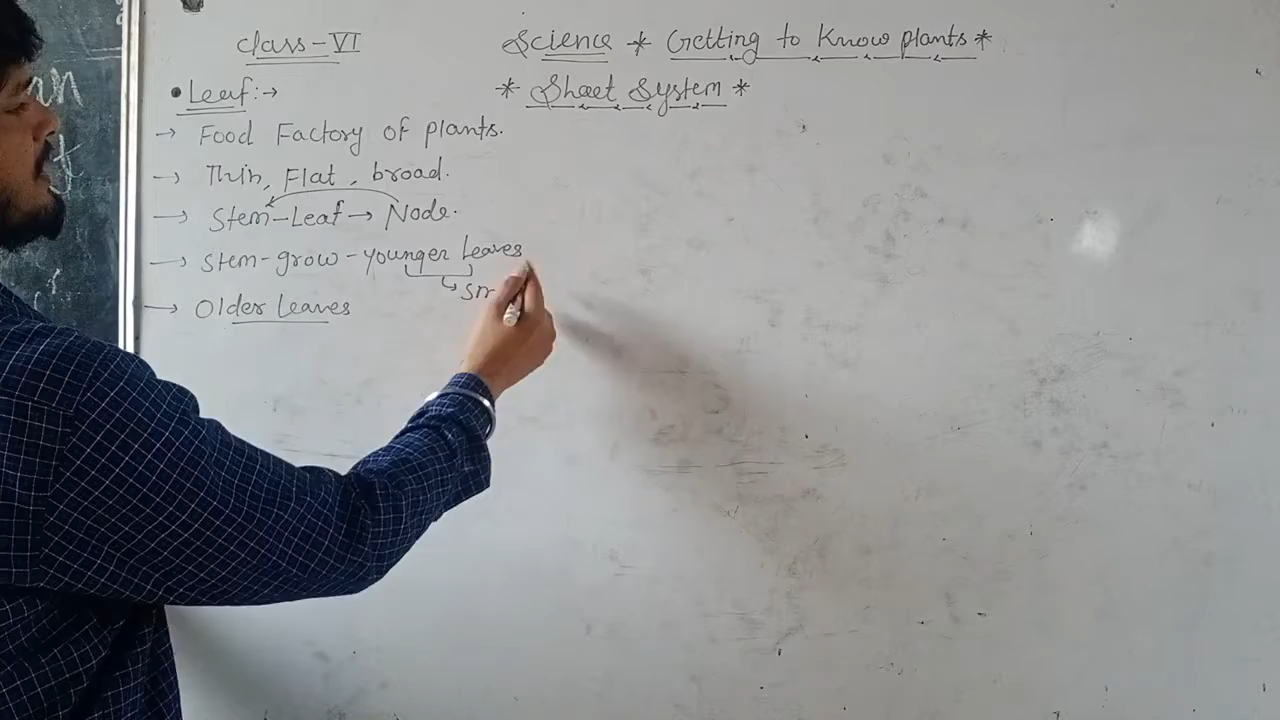 class-VI
Science * Getting to Know plants *
* Shoot System *
• Leaf:→
→ Food Factory of plants.
→ Thin, Flat, broad.
→ Stem-Leaf → Node.
→ Stem-grow-younger Leaves
↳ sm
→ Older Leaves